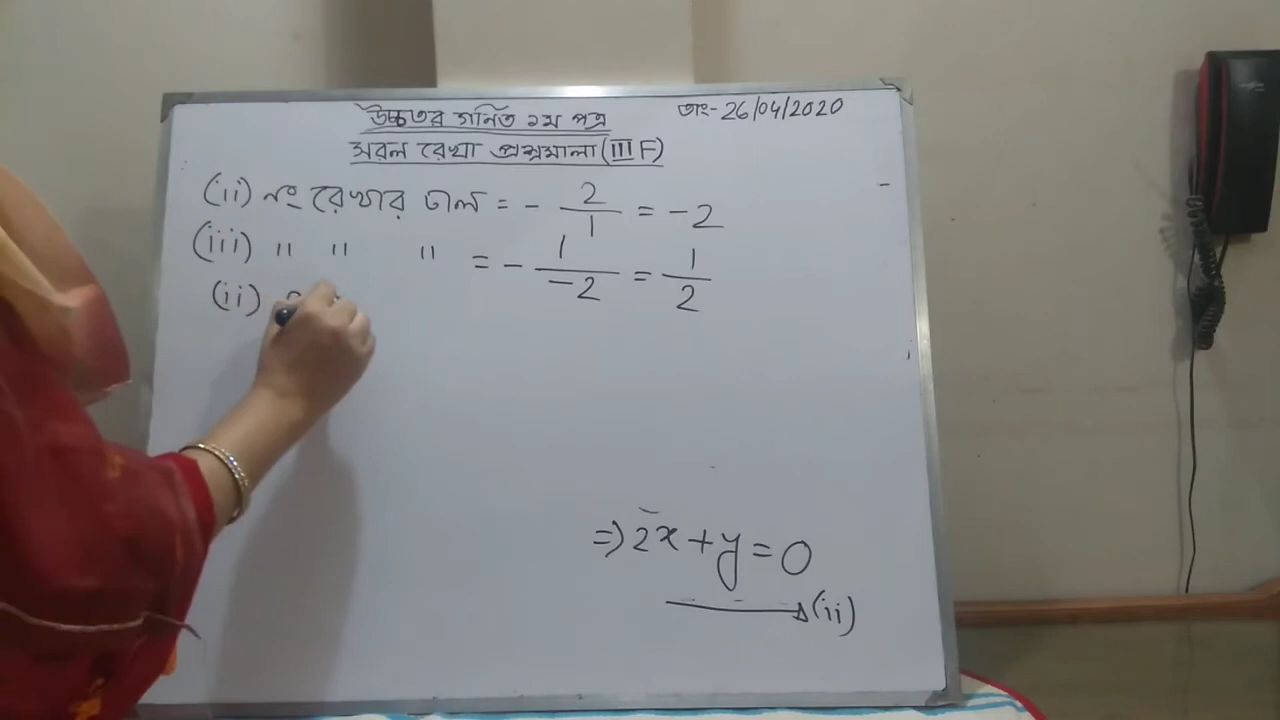 উচ্চতর গনিত ১ম পত্র
তাং-26/04/2020
সরল রেখা প্রশ্নমালা (III F)
(ii) নং রেখার ঢাল = - 2/1 = -2
(iii) " " " = - 1/-2 = 1/2
(ii)
=> 2x + y = 0
(ii)